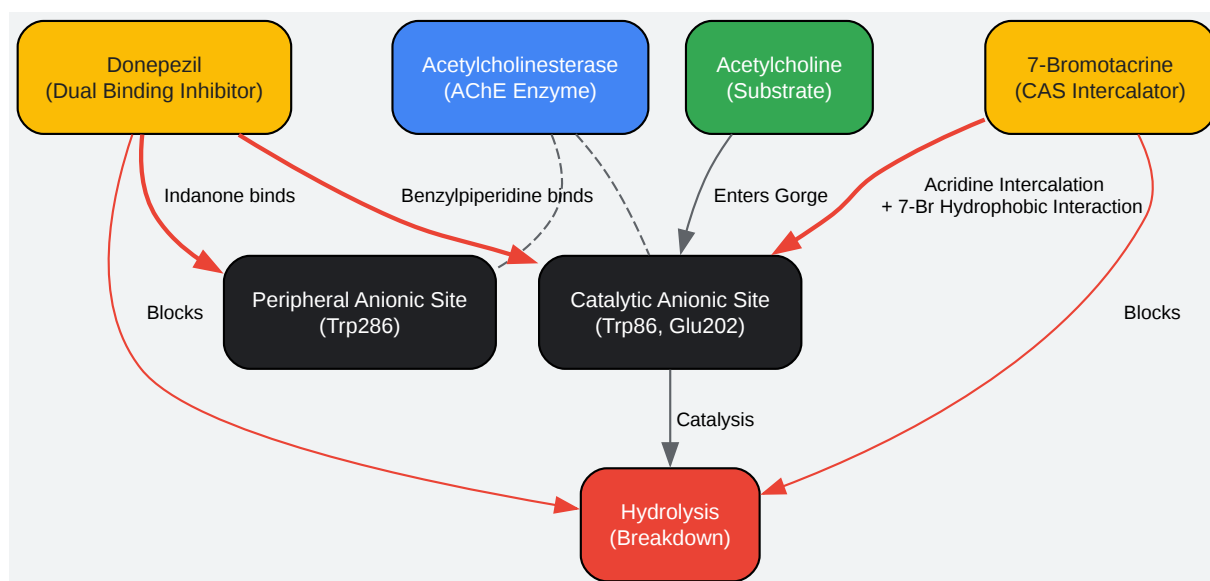 Donepezil
(Dual Binding Inhibitor)
Acetylcholinesterase
(AChE Enzyme)
Acetylcholine
(Substrate)
7-Bromotacrine
(CAS Intercalator)
Indanone binds
Benzylpiperidine binds
Enters Gorge
Acridine Intercalation
+ 7-Br Hydrophobic Interaction
Peripheral Anionic Site
(Trp286)
Catalytic Anionic Site
(Trp86, Glu202)
Blocks
Blocks
Catalysis
Hydrolysis
(Breakdown)